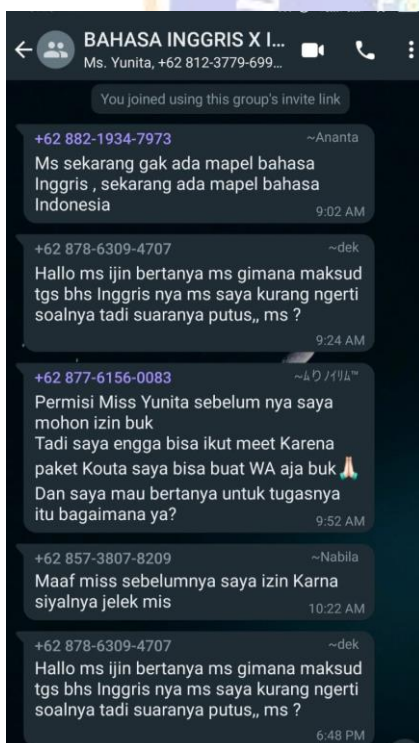 BAHASA INGGRIS X I...
Ms. Yunita, +62 812-3779-699...
You joined using this group's invite link
+62 882-1934-7973 ~Ananta
Ms sekarang gak ada mapel bahasa
Inggris , sekarang ada mapel bahasa
Indonesia
9:02 AM
+62 878-6309-4707 ~dek
Hallo ms ijin bertanya ms gimana maksud
tgs bhs Inggris nya ms saya kurang ngerti
soalnya tadi suaranya putus,, ms ?
9:24 AM
+62 877-6156-0083
Permisi Miss Yunita sebelum nya saya
mohon izin buk
Tadi saya engga bisa ikut meet Karena
paket Kouta saya bisa buat WA aja buk🙏🏻
Dan saya mau bertanya untuk tugasnya
itu bagaimana ya?
9:52 AM
+62 857-3807-8209 ~Nabila
Maaf miss sebelumnya saya izin Karna
siyalnya jelek mis
10:22 AM
+62 878-6309-4707 ~dek
Hallo ms ijin bertanya ms gimana maksud
tgs bhs Inggris nya ms saya kurang ngerti
soalnya tadi suaranya putus,, ms ?
6:48 PM